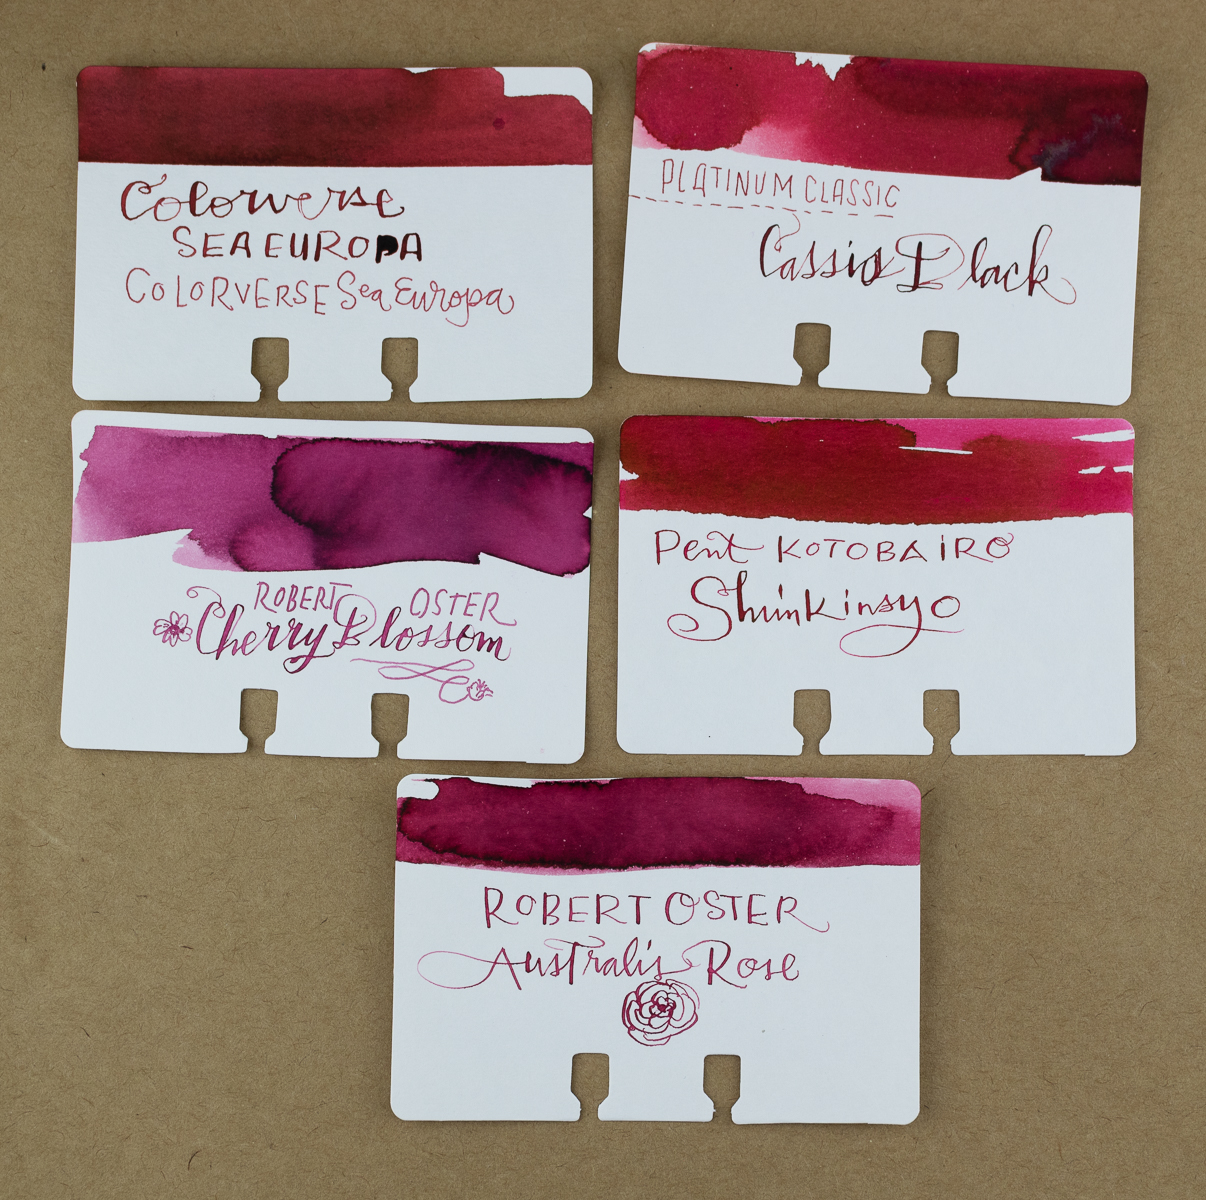 Colorverse
SEA EUROPA
COLORVERSE Sea Europa
PLATINUM CLASSIC
Cassis Black
ROBERT OSTER
Cherry Blossom
Pent KOTOBAIRO
Shinkinsyo
ROBERT OSTER
Australis Rose